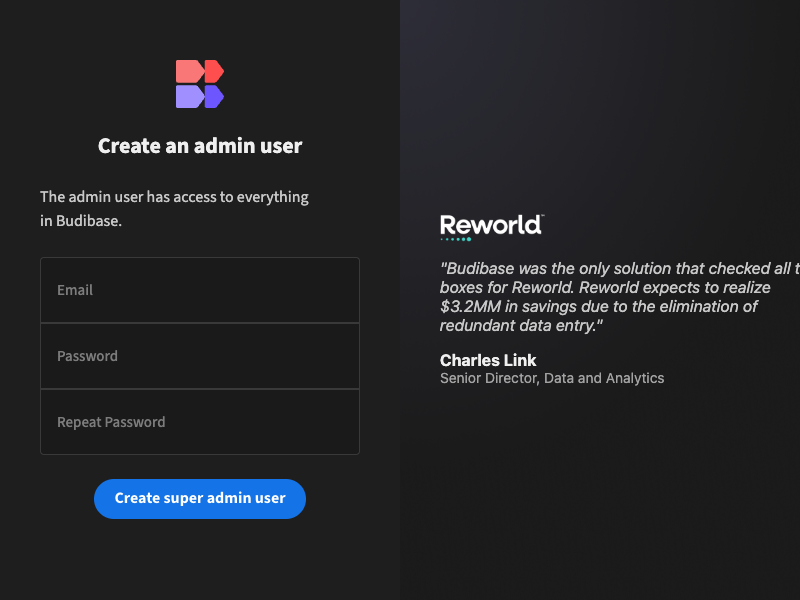 Create an admin user
The admin user has access to everything
in Budibase.
Email
Password
Repeat Password
Create super admin user
Reworld™
"Budibase was the only solution that checked all t
boxes for Reworld. Reworld expects to realize
$3.2MM in savings due to the elimination of
redundant data entry."
Charles Link
Senior Director, Data and Analytics